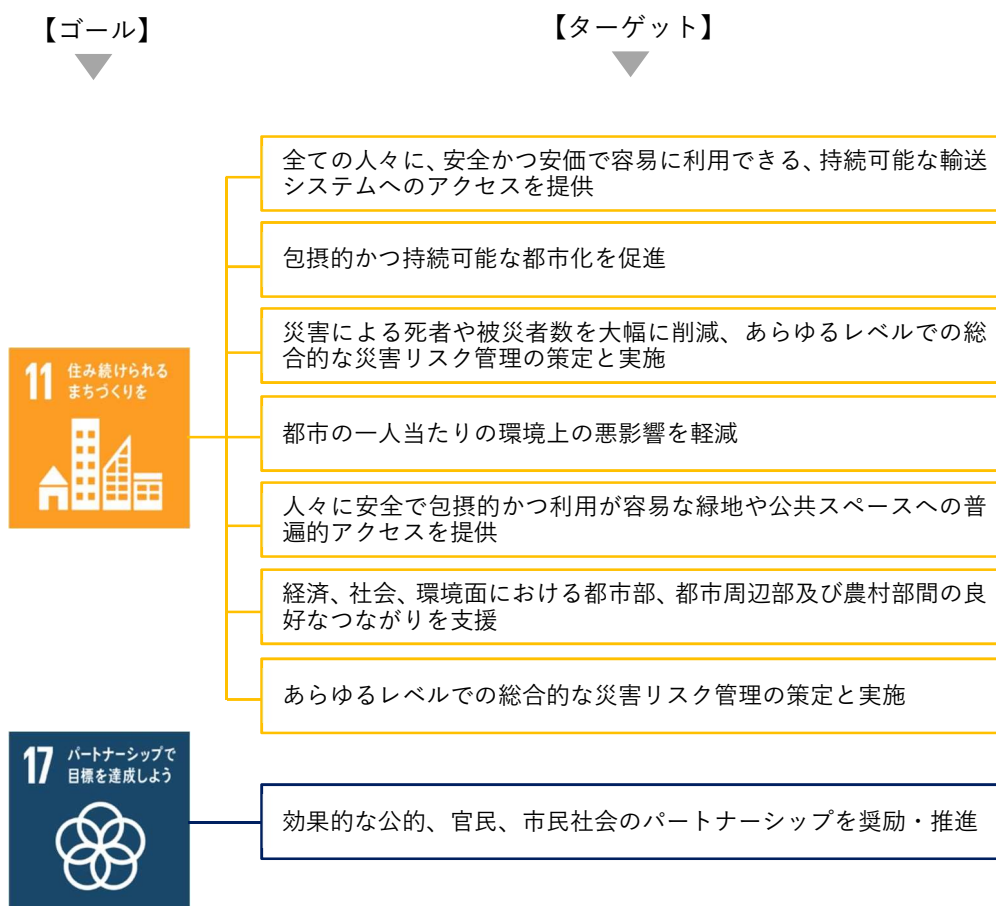 【ゴール】
【ターゲット】
全ての人々に、安全かつ安価で容易に利用できる、持続可能な輸送
システムへのアクセスを提供
包摂的かつ持続可能な都市化を促進
災害による死者や被災者数を大幅に削減、あらゆるレベルでの総
合的な災害リスク管理の策定と実施
11 住み続けられる
まちづくりを
都市の一人当たりの環境上の悪影響を軽減
人々に安全で包摂的かつ利用が容易な緑地や公共スペースへの普
遍的アクセスを提供
経済、社会、環境面における都市部、都市周辺部及び農村部間の良
好なつながりを支援
あらゆるレベルでの総合的な災害リスク管理の策定と実施
17 パートナーシップで
目標を達成しよう
効果的な公的、官民、市民社会のパートナーシップを奨励・推進